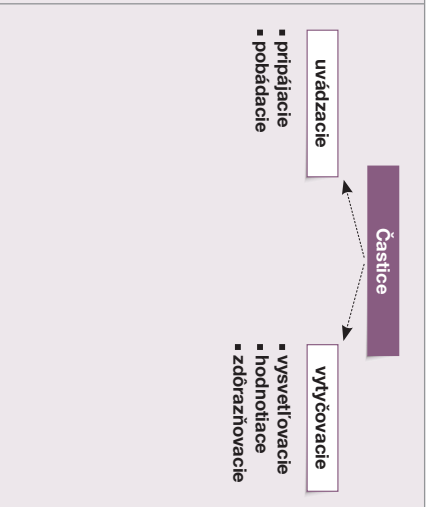 Častice
uvádzacie
▪ pripájacie
▪ pobádacie
vytyčovacie
▪ vysvetľovacie
▪ hodnotiace
▪ zdôrazňovacie